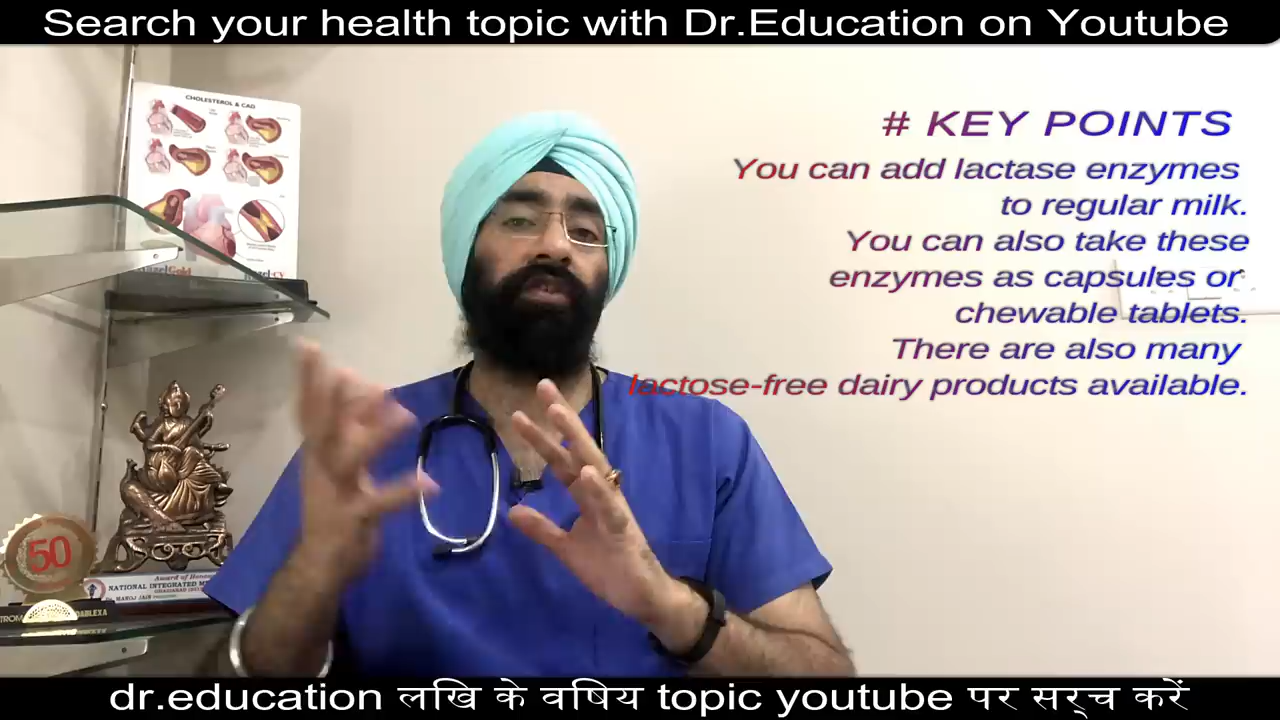 Search your health topic with Dr.Education on Youtube
CHOLESTEROL & CAD
# KEY POINTS
You can add lactase enzymes
to regular milk.
You can also take these
enzymes as capsules or
chewable tablets.
There are also many
lactose-free dairy products available.
50
Award of
NATIONAL INTEGRATED
dr.education लखि के वषिय topic youtube पर सर्च करें